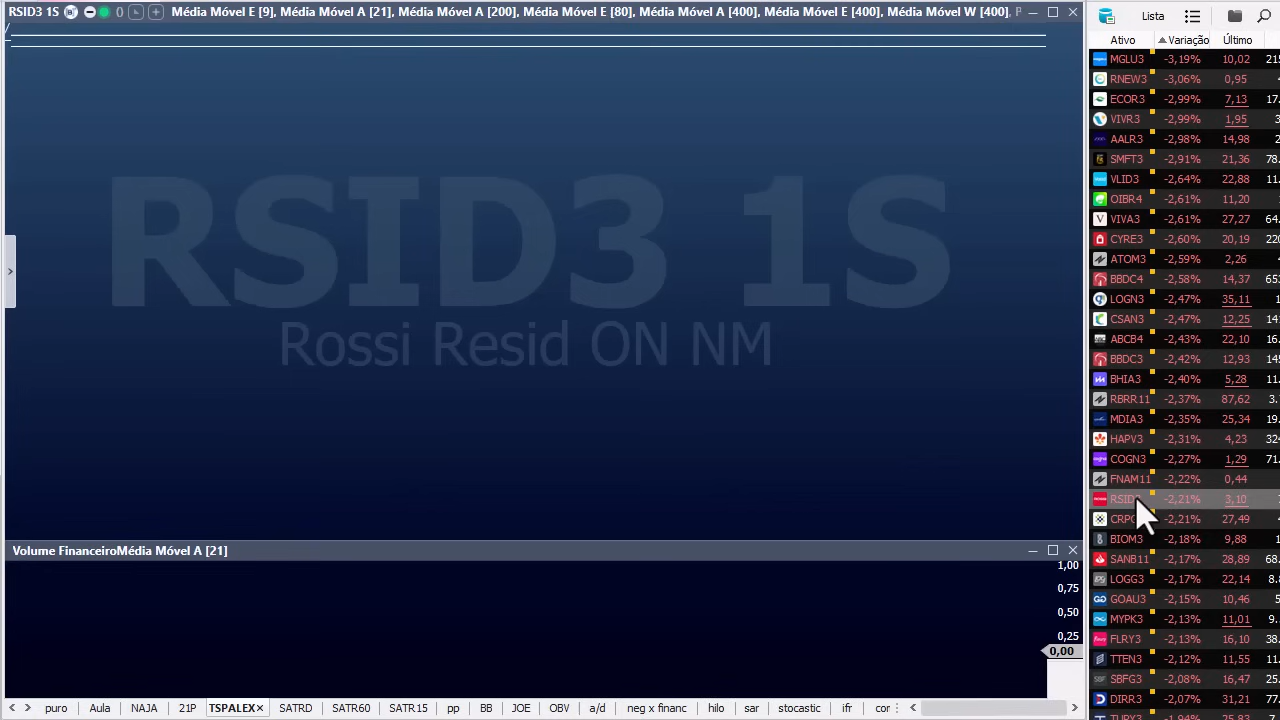 RSID3 1S Média Móvel E [9], Média Móvel A [21], Média Móvel A [200], Média Móvel E [80], Média Móvel A [400], Média Móvel E [400], Média Móvel W [400],
RSID3 1S
Rossi Resid ON NM
Volume FinanceiroMédia Móvel A [21]
1,00
0,75
0,50
0,25
0,00
puro Aula NAJA 21P TSPALEX× SATRD SATR60 pp 2b JOE OBV a/d neg x financ hilo sar stocastic ifr
Lista
Ativo Variação Último
MGLU3 -3,19% 10,02
RNEW3 -3,06% 0,95
ECOR3 -2,99% 7,13
VIVR3 -2,99% 1,95
AALR3 -2,98% 14,98
SMFT3 -2,91% 21,36
VLID3 -2,64% 22,88
OIBR4 -2,61% 11,20
VIVA3 -2,61% 27,27
CYRE3 -2,60% 20,19
ATOM3 -2,59% 2,26
BBDC4 -2,58% 14,37
LOGN3 -2,47% 35,11
CSAN3 -2,47% 12,25
ABCB4 -2,43% 22,10
BBDC3 -2,42% 12,93
BHIA3 -2,40% 5,28
RBRR11 -2,37% 87,62
MDIA3 -2,35% 25,34
HAPV3 -2,31% 4,23
COGN3 -2,27% 1,29
FNAM11 -2,22% 0,44
RSID3 -2,21% 3,10
-2,21% 27,49
BIOM3 -2,18% 9,88
SANB11 -2,17% 28,89
LOGG3 -2,17% 22,14
GOAU3 -2,15% 10,46
MYPK3 -2,13% 11,01
FLRY3 -2,13% 16,10
TTEN3 -2,12% 11,55
SBFG3 -2,08% 16,47
DIRR3 -2,07% 31,21